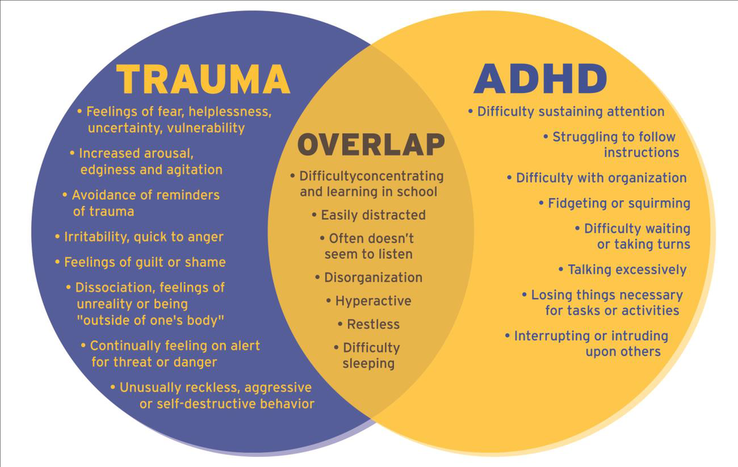 TRAUMA
• Feelings of fear, helplessness,
uncertainty, vulnerability
• Increased arousal,
edginess and agitation
• Avoidance of reminders
of trauma
• Irritability, quick to anger
• Feelings of guilt or shame
• Dissociation, feelings of
unreality or being
"outside of one's body"
• Continually feeling on alert
for threat or danger
• Unusually reckless, aggressive
or self-destructive behavior
OVERLAP
• Difficultyconcentrating
and learning in school
• Easily distracted
• Often doesn't
seem to listen
• Disorganization
• Hyperactive
• Restless
• Difficulty
sleeping
ADHD
• Difficulty sustaining attention
• Struggling to follow
instructions
• Difficulty with organization
• Fidgeting or squirming
• Difficulty waiting
or taking turns
• Talking excessively
• Losing things necessary
for tasks or activities
• Interrupting or intruding
upon others